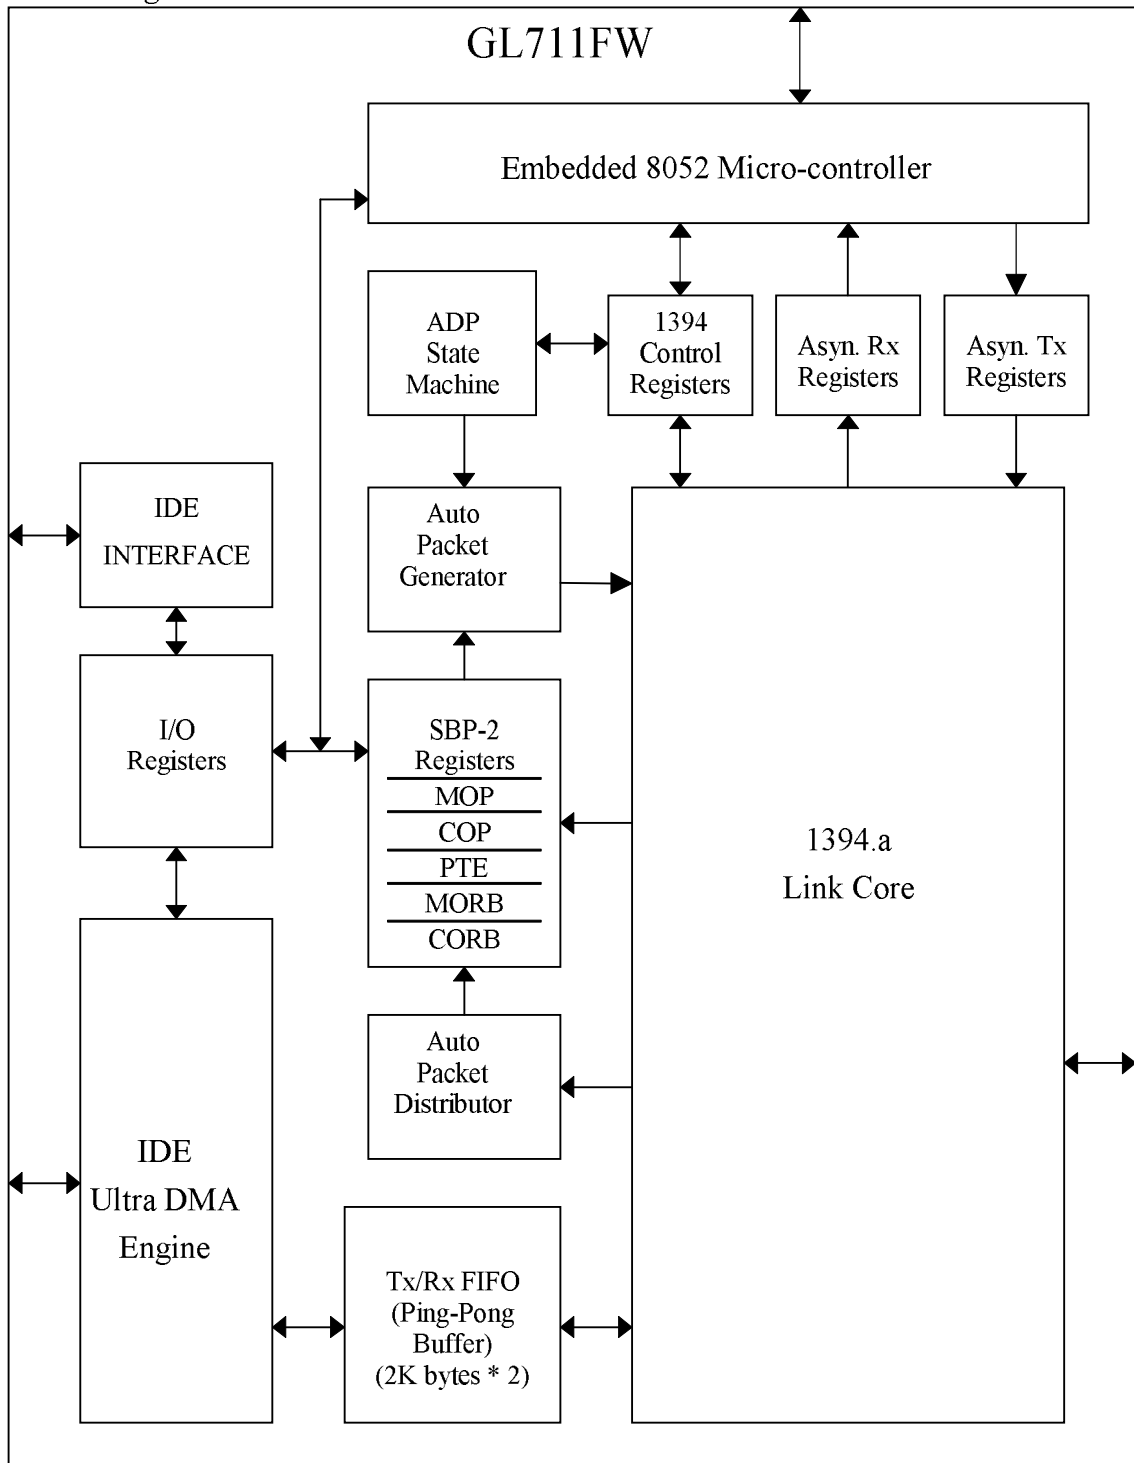 GL711FW
Embedded 8052 Micro-controller
ADP
State
Machine
1394
Control
Registers
Asyn. Rx
Registers
Asyn. Tx
Registers
IDE
INTERFACE
Auto
Packet
Generator
I/O
Registers
SBP-2
Registers
MOP
COP
PTE
MORB
CORB
1394.a
Link Core
Auto
Packet
Distributor
IDE
Ultra DMA
Engine
Tx/Rx FIFO
(Ping-Pong
Buffer)
(2K bytes * 2)